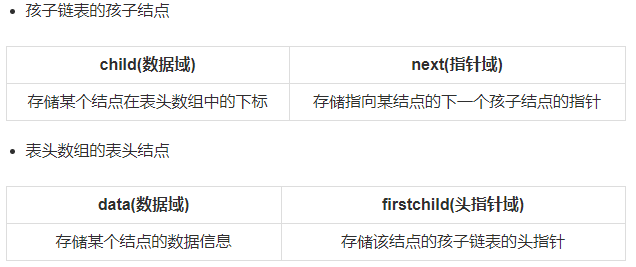 孩子链表的孩子结点
child(数据域) next(指针域)
存储某个结点在表头数组中的下标 存储指向某结点的下一个孩子结点的指针
表头数组的表头结点
data(数据域) firstchild(头指针域)
存储某个结点的数据信息 存储该结点的孩子链表的头指针